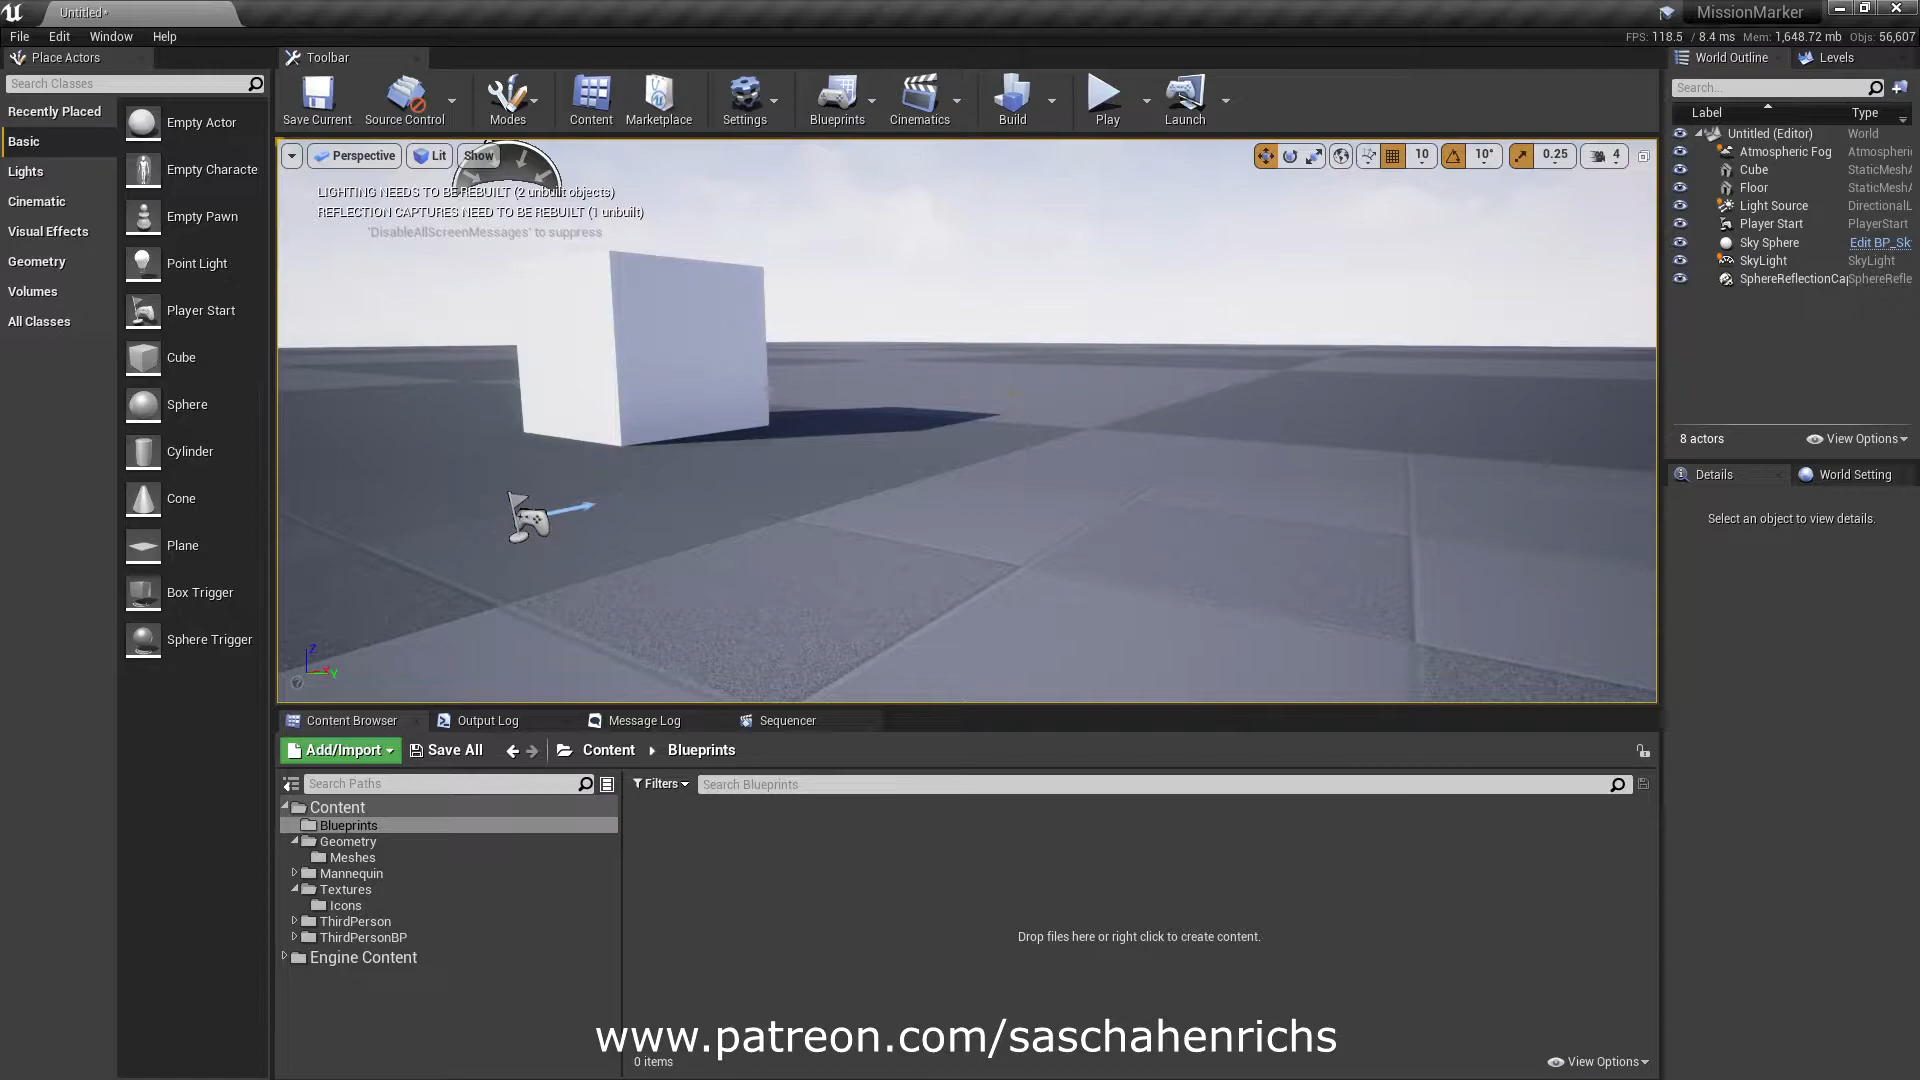 Untitled*
MissionMarker
File Edit Window Help
FPS: 118.5 / 8.4 ms Mem: 1,648.72 mb Objs: 56,607
Place Actors
Toolbar
World Outline
Levels
Search Classes
Recently Placed
Basic
Lights
Cinematic
Visual Effects
Geometry
Volumes
All Classes
Empty Actor
Empty Characte
Empty Pawn
Point Light
Player Start
Cube
Sphere
Cylinder
Cone
Plane
Box Trigger
Sphere Trigger
Save Current
Source Control
Modes
Content
Marketplace
Settings
Blueprints
Cinematics
Build
Play
Launch
Perspective
Lit
Show
10
10°
0.25
4
LIGHTING NEEDS TO BE REBUILT (2 unbuilt objects)
REFLECTION CAPTURES NEED TO BE REBUILT (1 unbuilt)
'DisableAllScreenMessages' to suppress
Z
X
Y
Search...
Label Type
Untitled (Editor) World
Atmospheric Fog Atmospheric
Cube StaticMeshA
Floor StaticMeshA
Light Source DirectionalL
Player Start PlayerStart
Sky Sphere Edit BP_Sk
SkyLight SkyLight
SphereReflectionCap SphereRefle
8 actors
View Options
Details
World Setting
Select an object to view details.
Content Browser
Output Log
Message Log
Sequencer
Add/Import
Save All
Content
Blueprints
Search Paths
Filters
Search Blueprints
Content
Blueprints
Geometry
Meshes
Mannequin
Textures
Icons
ThirdPerson
ThirdPersonBP
Engine Content
Drop files here or right click to create content.
www.patreon.com/saschahenrichs
0 items
View Options